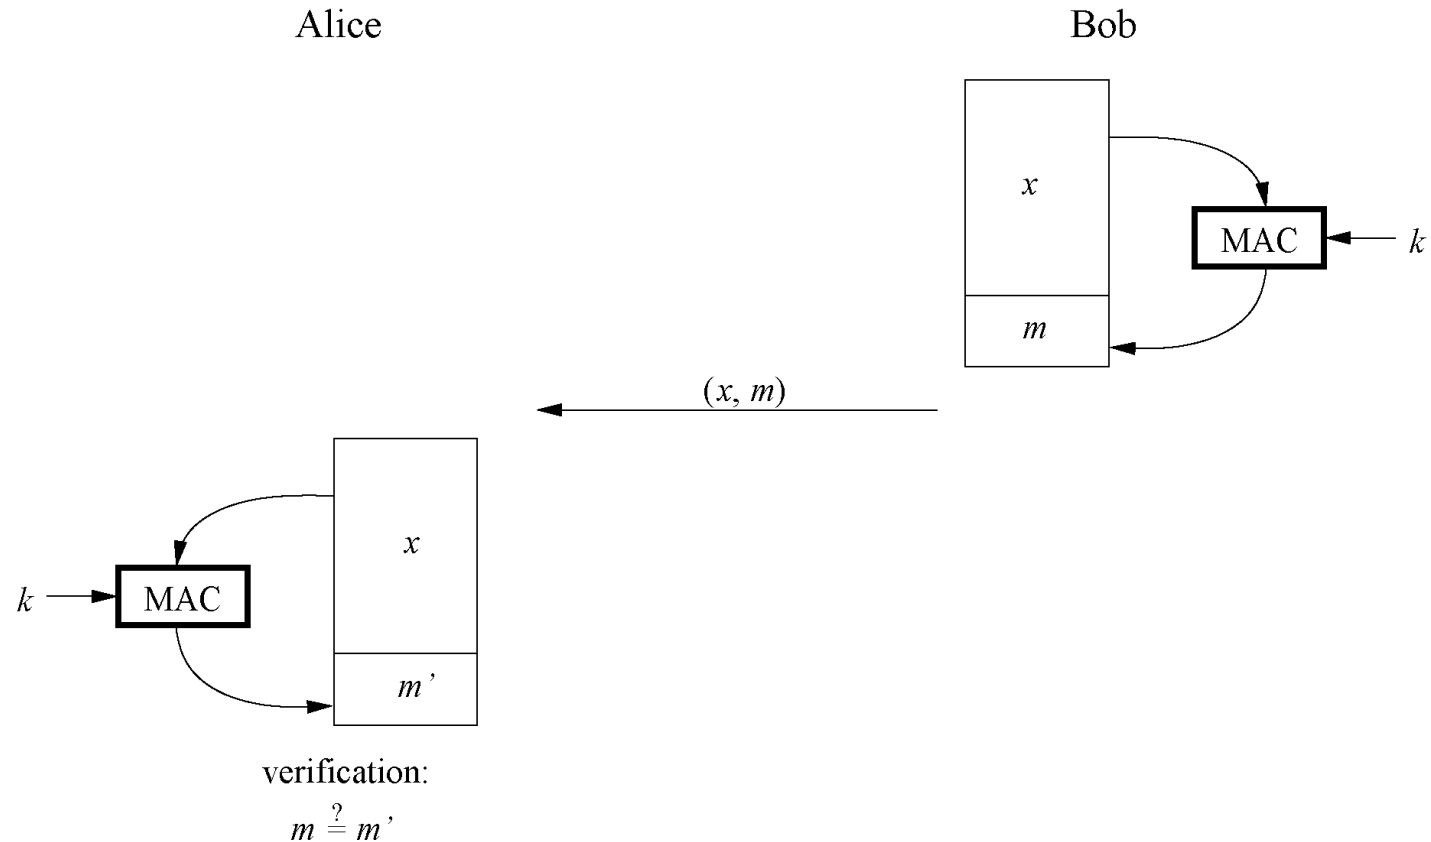 Alice
Bob
x
MAC
k
m
(x, m)
x
k
MAC
m’
verification:
m ?= m’